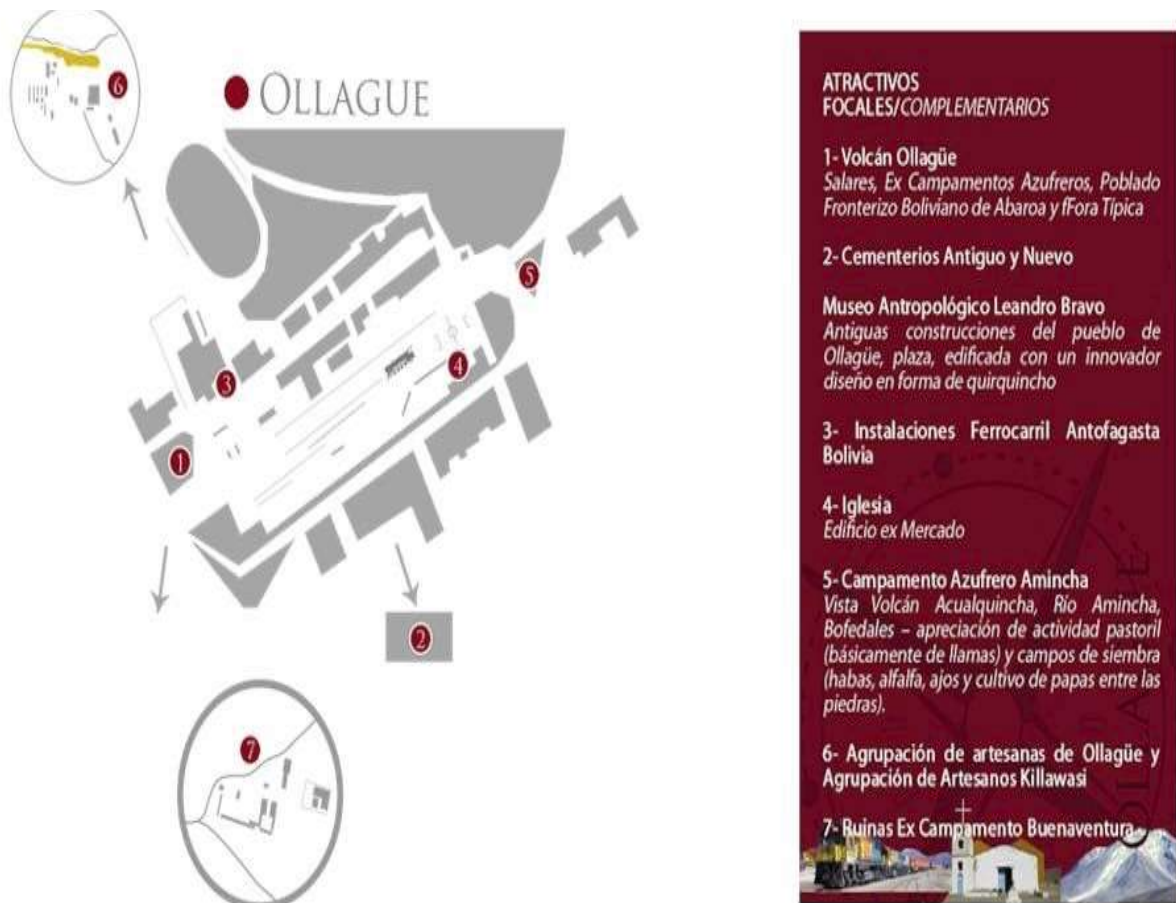 6
OLLAGUE
5
4
3
1
2
7
ATRACTIVOS
FOCALES/COMPLEMENTARIOS
1- Volcán Ollagüe
Salares, Ex Campamentos Azufreros, Poblado
Fronterizo Boliviano de Abaroa y fFora Típica
2- Cementerios Antiguo y Nuevo
Museo Antropológico Leandro Bravo
Antiguas construcciones del pueblo de
Ollagüe, plaza, edificada con un innovador
diseño en forma de quirquincho
3- Instalaciones Ferrocarril Antofagasta
Bolivia
4- Iglesia
Edificio ex Mercado
5- Campamento Azufrero Amincha
Vista Volcán Acualquincha, Río Amincha,
Bofedales – apreciación de actividad pastoril
(básicamente de llamas) y campos de siembra
(habas, alfalfa, ajos y cultivo de papas entre las
piedras).
6- Agrupación de artesanas de Ollagüe y
Agrupación de Artesanos Killawasi
7- Ruinas Ex Campamento Buenaventura
OLLAGÜE